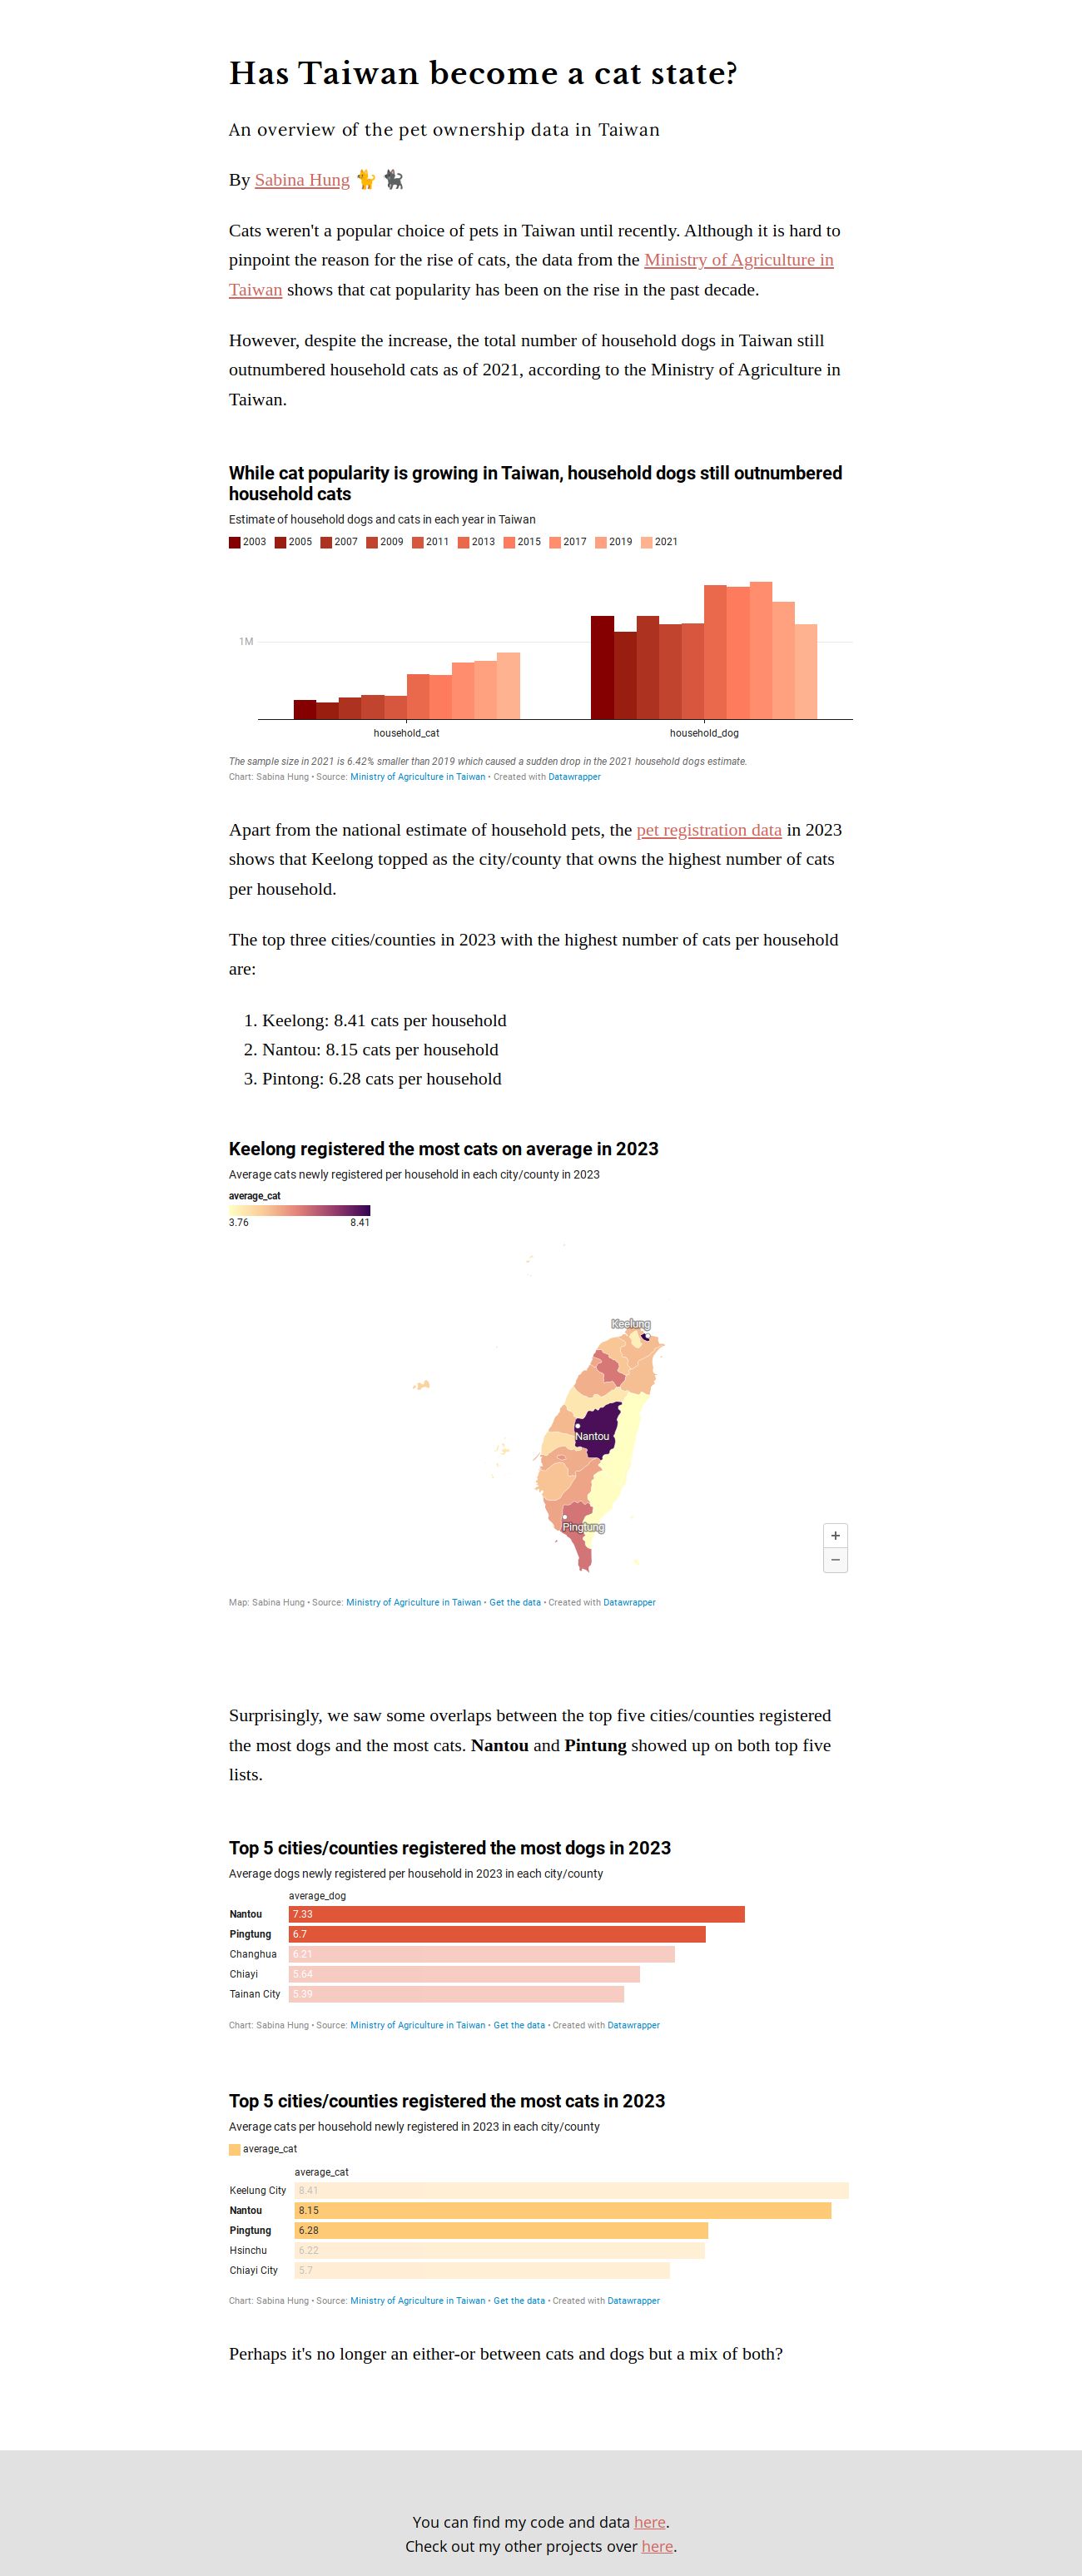 Has Taiwan become a cat state?
An overview of the pet ownership data in Taiwan
By Sabina Hung 🐈 🐈‍⬛
Cats weren't a popular choice of pets in Taiwan until recently. Although it is hard to
pinpoint the reason for the rise of cats, the data from the Ministry of Agriculture in
Taiwan shows that cat popularity has been on the rise in the past decade.
However, despite the increase, the total number of household dogs in Taiwan still
outnumbered household cats as of 2021, according to the Ministry of Agriculture in
Taiwan.
While cat popularity is growing in Taiwan, household dogs still outnumbered
household cats
Estimate of household dogs and cats in each year in Taiwan
2003 2005 2007 2009 2011 2013 2015 2017 2019 2021
1M
household_cat household_dog
The sample size in 2021 is 6.42% smaller than 2019 which caused a sudden drop in the 2021 household dogs estimate.
Chart: Sabina Hung • Source: Ministry of Agriculture in Taiwan • Created with Datawrapper
Apart from the national estimate of household pets, the pet registration data in 2023
shows that Keelong topped as the city/county that owns the highest number of cats
per household.
The top three cities/counties in 2023 with the highest number of cats per household
are:
1. Keelong: 8.41 cats per household
2. Nantou: 8.15 cats per household
3. Pintong: 6.28 cats per household
Keelong registered the most cats on average in 2023
Average cats newly registered per household in each city/county in 2023
average_cat
3.76 8.41
Keelung
Nantou
Pingtung
+
−
Map: Sabina Hung • Source: Ministry of Agriculture in Taiwan • Get the data • Created with Datawrapper
Surprisingly, we saw some overlaps between the top five cities/counties registered
the most dogs and the most cats. Nantou and Pintung showed up on both top five
lists.
Top 5 cities/counties registered the most dogs in 2023
Average dogs newly registered per household in 2023 in each city/county
average_dog
Nantou 7.33
Pingtung 6.7
Changhua 6.21
Chiayi 5.64
Tainan City 5.39
Chart: Sabina Hung • Source: Ministry of Agriculture in Taiwan • Get the data • Created with Datawrapper
Top 5 cities/counties registered the most cats in 2023
Average cats per household newly registered in 2023 in each city/county
average_cat
average_cat
Keelung City 8.41
Nantou 8.15
Pingtung 6.28
Hsinchu 6.22
Chiayi City 5.7
Chart: Sabina Hung • Source: Ministry of Agriculture in Taiwan • Get the data • Created with Datawrapper
Perhaps it's no longer an either-or between cats and dogs but a mix of both?
You can find my code and data here.
Check out my other projects over here.